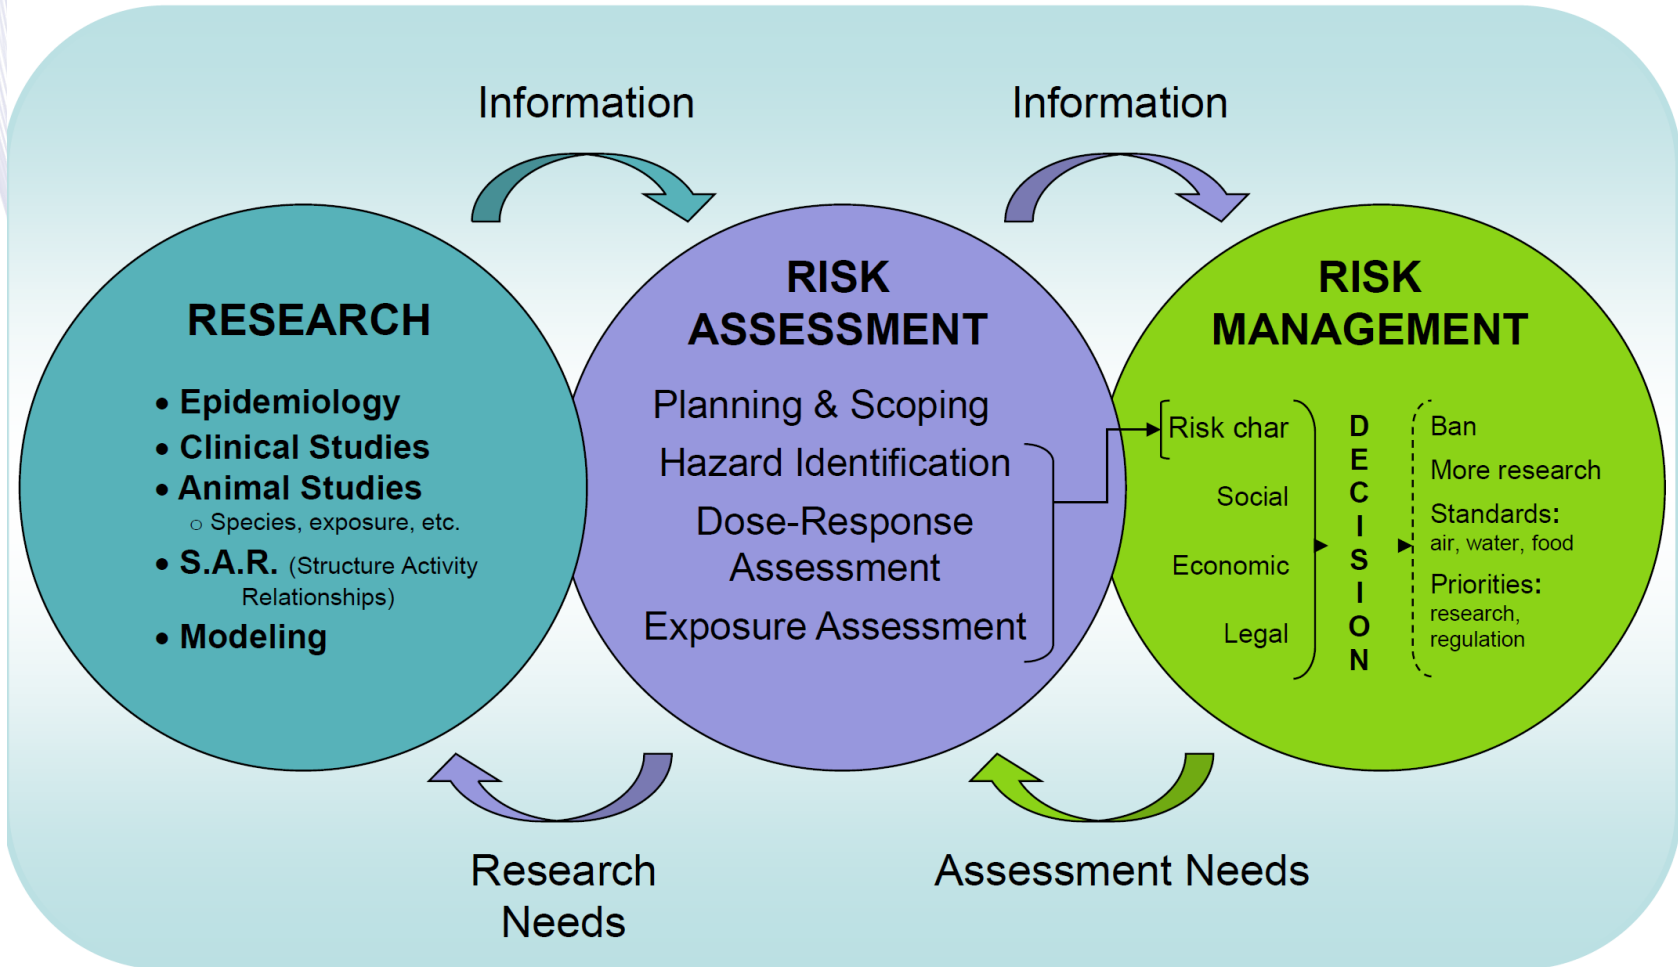 Information
Information
RESEARCH
• Epidemiology
• Clinical Studies
• Animal Studies
○ Species, exposure, etc.
• S.A.R. (Structure Activity
Relationships)
• Modeling
RISK
ASSESSMENT
Planning & Scoping
Hazard Identification
Dose-Response
Assessment
Exposure Assessment
RISK
MANAGEMENT
Risk char
Social
Economic
Legal
DECISION
Ban
More research
Standards:
air, water, food
Priorities:
research,
regulation
Research
Needs
Assessment Needs